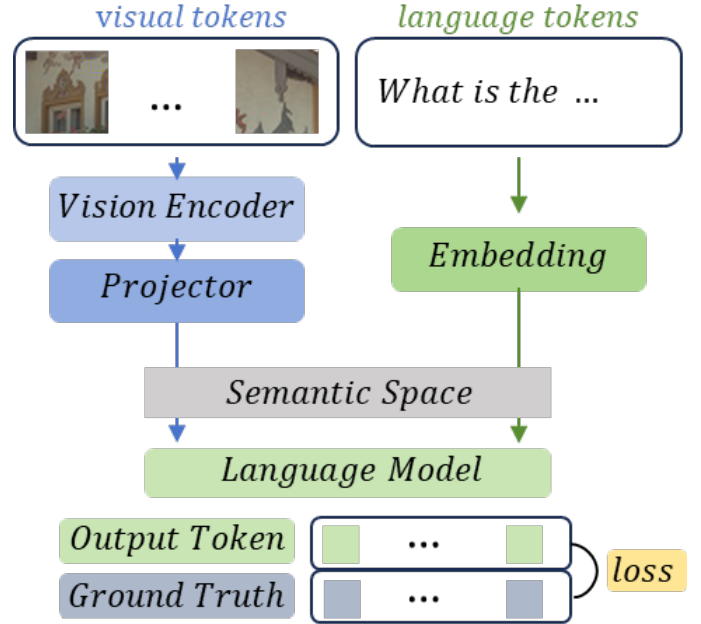 visual tokens
language tokens
...
What is the ...
Vision Encoder
Embedding
Projector
Semantic Space
Language Model
Output Token
...
loss
Ground Truth
...